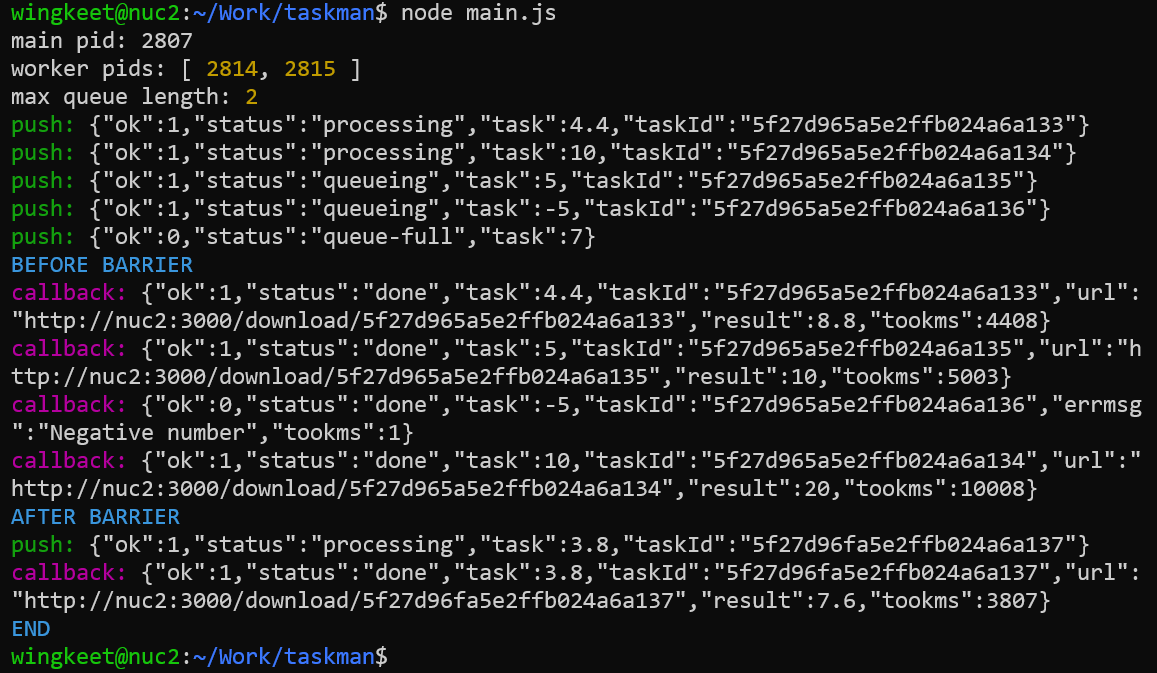 wingkeet@nuc2:~/Work/taskman$ node main.js
main pid: 2807
worker pids: [ 2814, 2815 ]
max queue length: 2
push: {"ok":1,"status":"processing","task":4.4,"taskId":"5f27d965a5e2ffb024a6a133"}
push: {"ok":1,"status":"processing","task":10,"taskId":"5f27d965a5e2ffb024a6a134"}
push: {"ok":1,"status":"queueing","task":5,"taskId":"5f27d965a5e2ffb024a6a135"}
push: {"ok":1,"status":"queueing","task":-5,"taskId":"5f27d965a5e2ffb024a6a136"}
push: {"ok":0,"status":"queue-full","task":7}
BEFORE BARRIER
callback: {"ok":1,"status":"done","task":4.4,"taskId":"5f27d965a5e2ffb024a6a133","url":
"http://nuc2:3000/download/5f27d965a5e2ffb024a6a133","result":8.8,"tookms":4408}
callback: {"ok":1,"status":"done","task":5,"taskId":"5f27d965a5e2ffb024a6a135","url":"h
ttp://nuc2:3000/download/5f27d965a5e2ffb024a6a135","result":10,"tookms":5003}
callback: {"ok":0,"status":"done","task":-5,"taskId":"5f27d965a5e2ffb024a6a136","errmsg
":"Negative number","tookms":1}
callback: {"ok":1,"status":"done","task":10,"taskId":"5f27d965a5e2ffb024a6a134","url":"
http://nuc2:3000/download/5f27d965a5e2ffb024a6a134","result":20,"tookms":10008}
AFTER BARRIER
push: {"ok":1,"status":"processing","task":3.8,"taskId":"5f27d96fa5e2ffb024a6a137"}
callback: {"ok":1,"status":"done","task":3.8,"taskId":"5f27d96fa5e2ffb024a6a137","url":
"http://nuc2:3000/download/5f27d96fa5e2ffb024a6a137","result":7.6,"tookms":3807}
END
wingkeet@nuc2:~/Work/taskman$